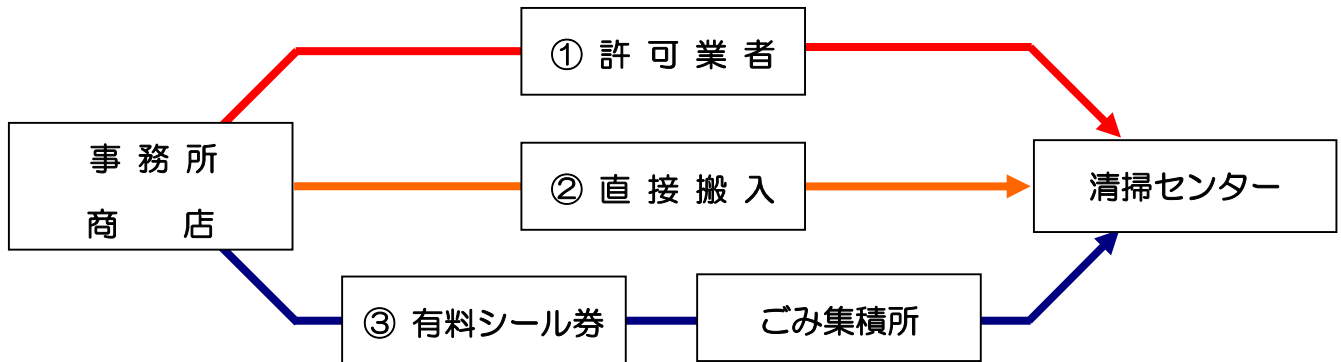 ① 許可業者
事務所
商店
② 直接搬入
清掃センター
③ 有料シール券
ごみ集積所